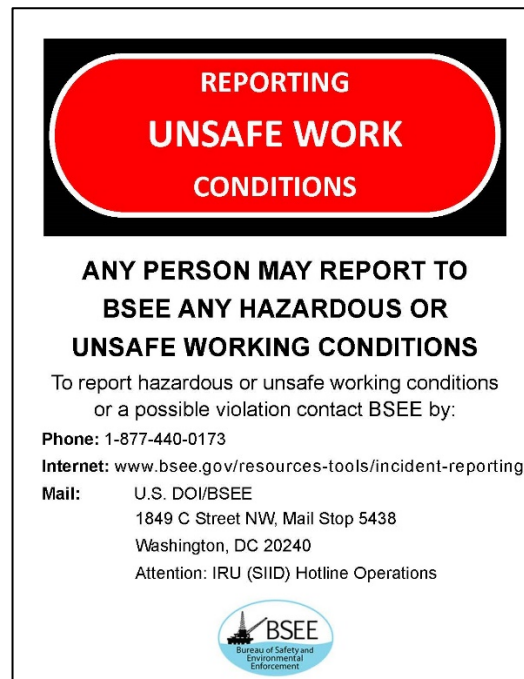 REPORTING
UNSAFE WORK
CONDITIONS
ANY PERSON MAY REPORT TO
BSEE ANY HAZARDOUS OR
UNSAFE WORKING CONDITIONS
To report hazardous or unsafe working conditions
or a possible violation contact BSEE by:
Phone: 1-877-440-0173
Internet: www.bsee.gov/resources-tools/incident-reporting
Mail: U.S. DOI/BSEE
1849 C Street NW, Mail Stop 5438
Washington, DC 20240
Attention: IRU (SIID) Hotline Operations
BSEE
Bureau of Safety and
Environmental
Enforcement